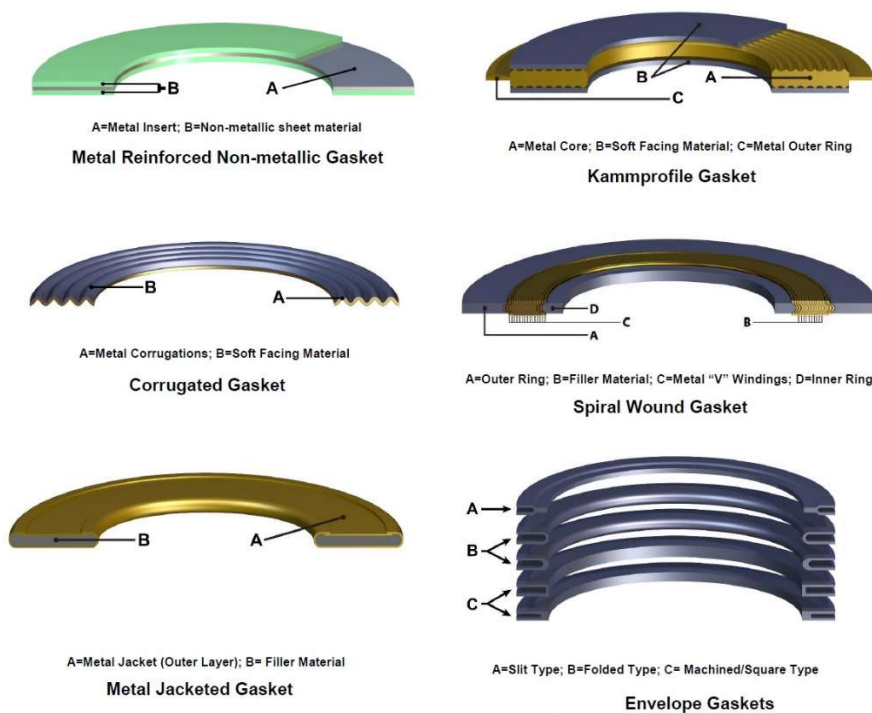 B
A
A=Metal Insert; B=Non-metallic sheet material
Metal Reinforced Non-metallic Gasket
B
A
C
A=Metal Core; B=Soft Facing Material; C=Metal Outer Ring
Kammprofile Gasket
B
A
A=Metal Corrugations; B=Soft Facing Material
Corrugated Gasket
D
C
B
A
A=Outer Ring; B=Filler Material; C=Metal “V” Windings; D=Inner Ring
Spiral Wound Gasket
B
A
A=Metal Jacket (Outer Layer); B= Filler Material
Metal Jacketed Gasket
A
B
C
A=Slit Type; B=Folded Type; C= Machined/Square Type
Envelope Gaskets